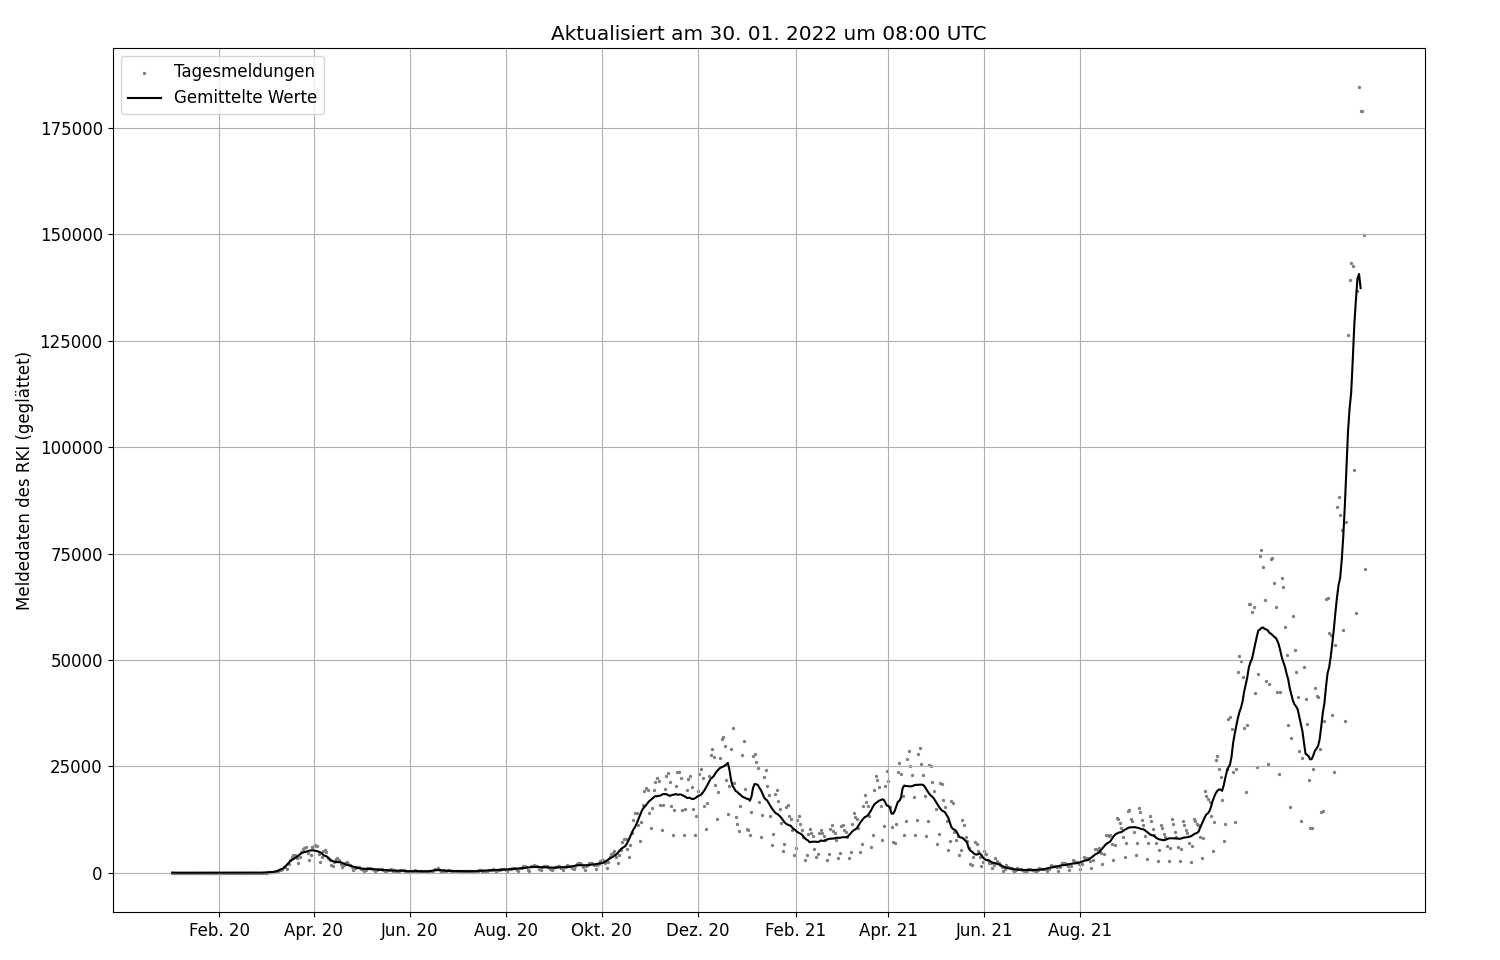 Aktualisiert am 30. 01. 2022 um 08:00 UTC
Tagesmeldungen
Gemittelte Werte
Meldedaten des RKI (geglättet)
175000
150000
125000
100000
75000
50000
25000
0
Feb. 20 Apr. 20 Jun. 20 Aug. 20 Okt. 20 Dez. 20 Feb. 21 Apr. 21 Jun. 21 Aug. 21